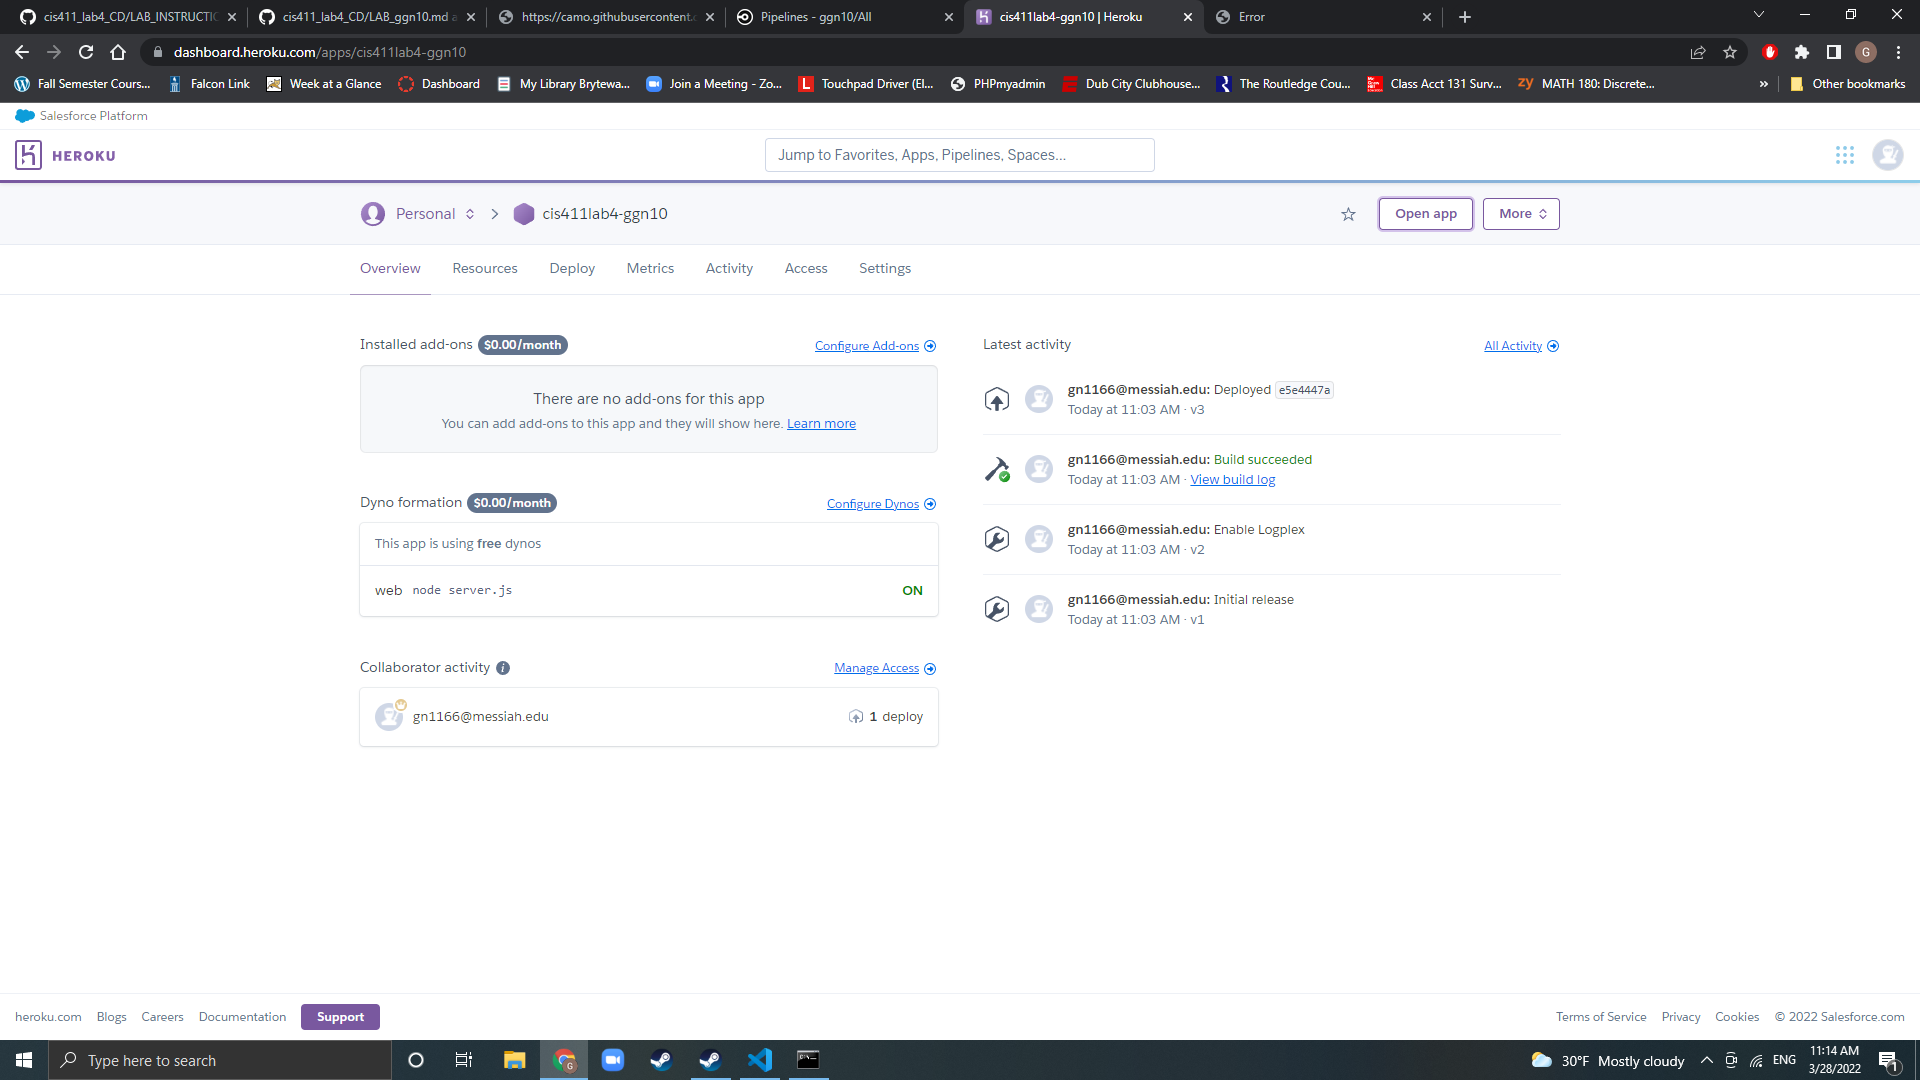 cis411_lab4_CD/LAB_INSTRUCTIC
cis411_lab4_CD/LAB_ggn10.md a
https://camo.githubusercontent.c
Pipelines - ggn10/All
cis411lab4-ggn10 | Heroku
Error
dashboard.heroku.com/apps/cis411lab4-ggn10
G
Fall Semester Cours...
Falcon Link
Week at a Glance
Dashboard
My Library Brytewa...
Join a Meeting - Zo...
Touchpad Driver (El...
PHPmyadmin
Dub City Clubhouse...
The Routledge Cou...
Class Acct 131 Surv...
MATH 180: Discrete...
»
Other bookmarks
Salesforce Platform
HEROKU
Jump to Favorites, Apps, Pipelines, Spaces...
Personal
cis411lab4-ggn10
Open app
More
Overview
Resources
Deploy
Metrics
Activity
Access
Settings
Installed add-ons $0.00/month
Configure Add-ons
There are no add-ons for this app
You can add add-ons to this app and they will show here. Learn more
Dyno formation $0.00/month
Configure Dynos
This app is using free dynos
web node server.js
ON
Collaborator activity
Manage Access
gn1166@messiah.edu
1 deploy
Latest activity
All Activity
gn1166@messiah.edu: Deployed e5e4447a
Today at 11:03 AM · v3
gn1166@messiah.edu: Build succeeded
Today at 11:03 AM · View build log
gn1166@messiah.edu: Enable Logplex
Today at 11:03 AM · v2
gn1166@messiah.edu: Initial release
Today at 11:03 AM · v1
heroku.com
Blogs
Careers
Documentation
Support
Terms of Service
Privacy
Cookies
© 2022 Salesforce.com
Type here to search
30°F Mostly cloudy
ENG
11:14 AM
3/28/2022
1